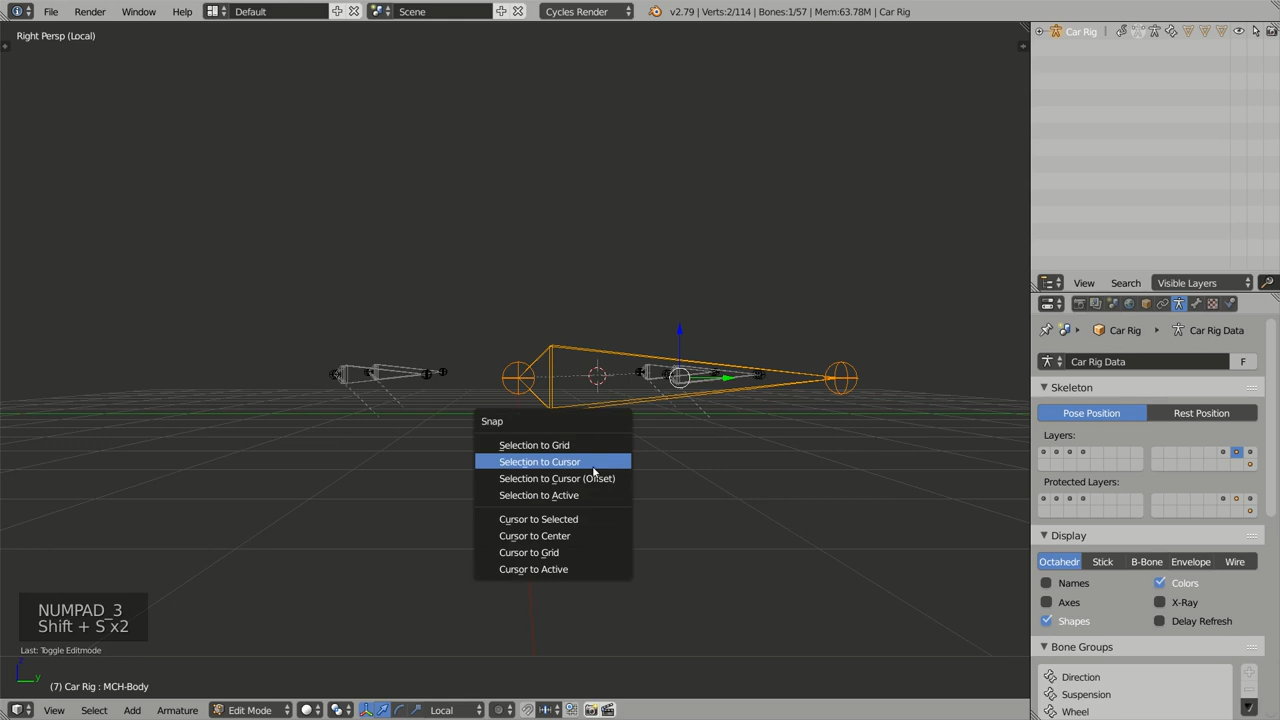 File Render Window Help Default Scene Cycles Render v2.79 | Verts:2/114 | Bones:1/57 | Mem:63.78M | Car Rig
Right Persp (Local)
Car Rig
Snap
Selection to Grid
Selection to Cursor
Selection to Cursor (Offset)
Selection to Active
Cursor to Selected
Cursor to Center
Cursor to Grid
Cursor to Active
View Search Visible Layers
Car Rig Car Rig Data
Car Rig Data F
Skeleton
Pose Position Rest Position
Layers:
Protected Layers:
Display
Octahedr Stick B-Bone Envelope Wire
Names Colors
Axes X-Ray
Shapes Delay Refresh
Bone Groups
Direction
Suspension
Wheel
NUMPAD_3
Shift + S x2
Last: Toggle Editmode
z
y
(7) Car Rig : MCH-Body
View Select Add Armature Edit Mode Local